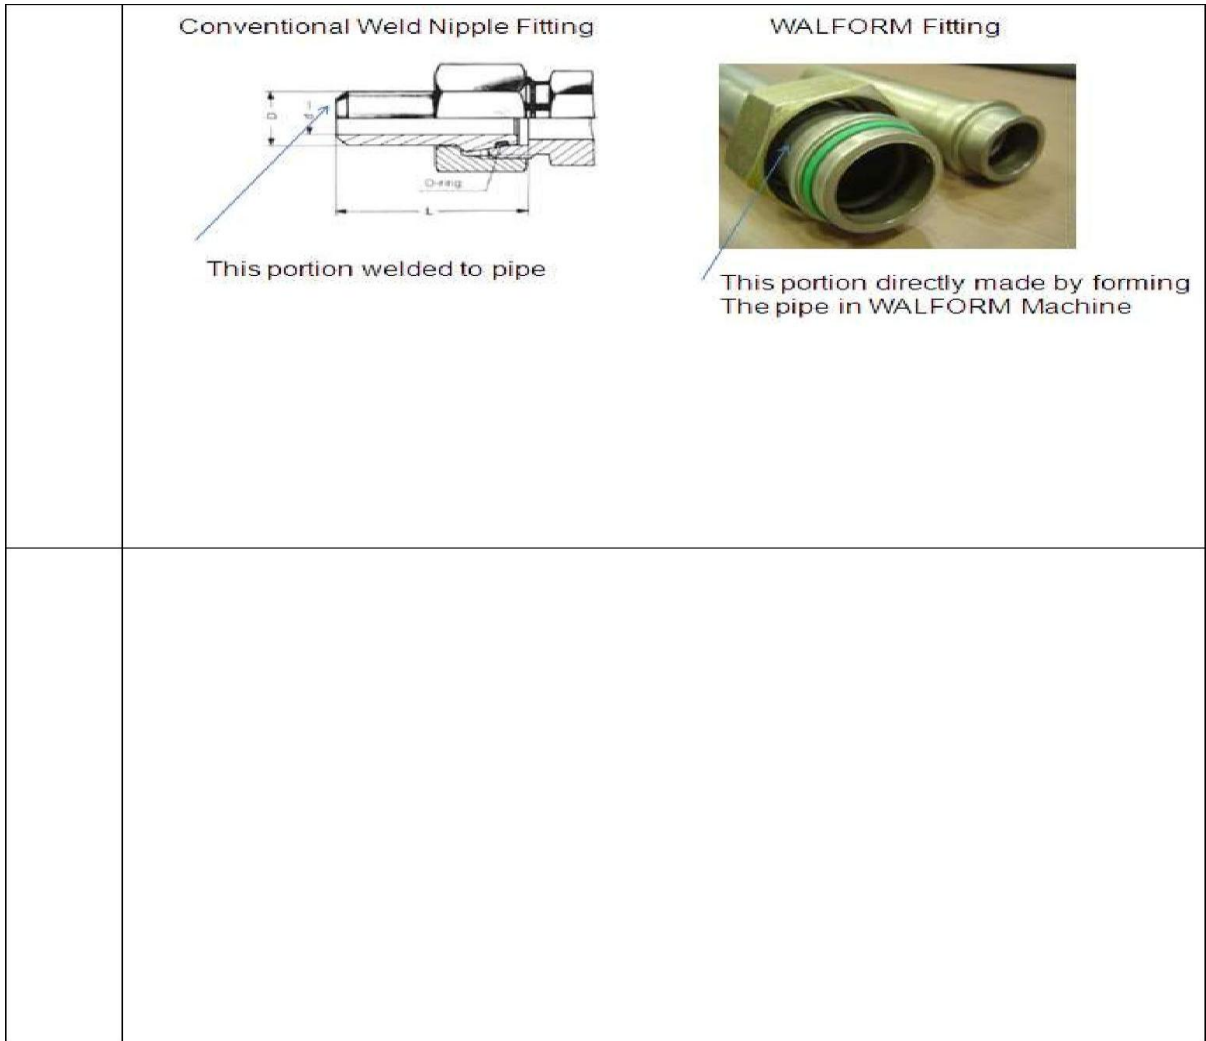 Conventional Weld Nipple Fitting
WALFORM Fitting
D
d
O-ring
L
This portion welded to pipe
This portion directly made by forming
The pipe in WALFORM Machine